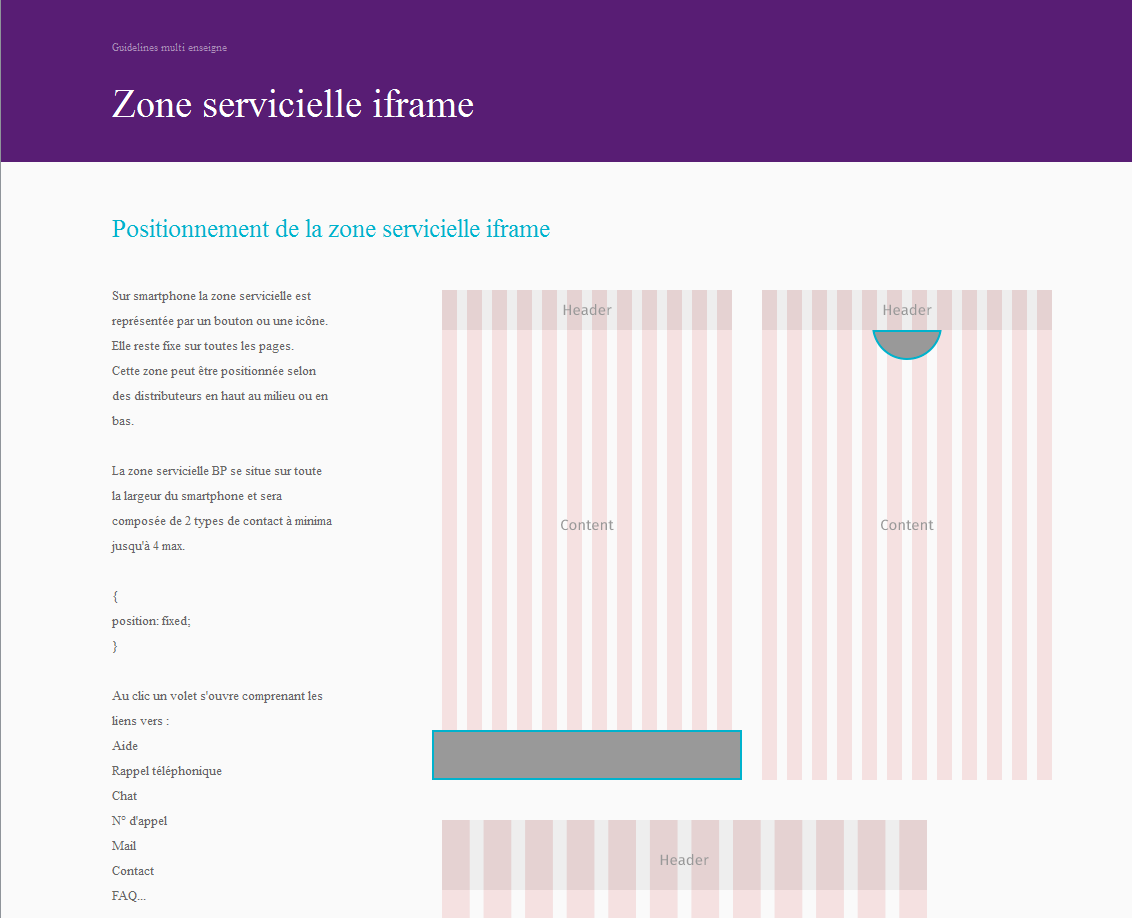 Guidelines multi enseigne
Zone servicielle iframe
Positionnement de la zone servicielle iframe
Sur smartphone la zone servicielle est
représentée par un bouton ou une icône.
Elle reste fixe sur toutes les pages.
Cette zone peut être positionnée selon
des distributeurs en haut au milieu ou en
bas.
La zone servicielle BP se situe sur toute
la largeur du smartphone et sera
composée de 2 types de contact à minima
jusqu'à 4 max.
{
position: fixed;
}
Au clic un volet s'ouvre comprenant les
liens vers :
Aide
Rappel téléphonique
Chat
N° d'appel
Mail
Contact
FAQ...
Header
Content
Header
Content
Header